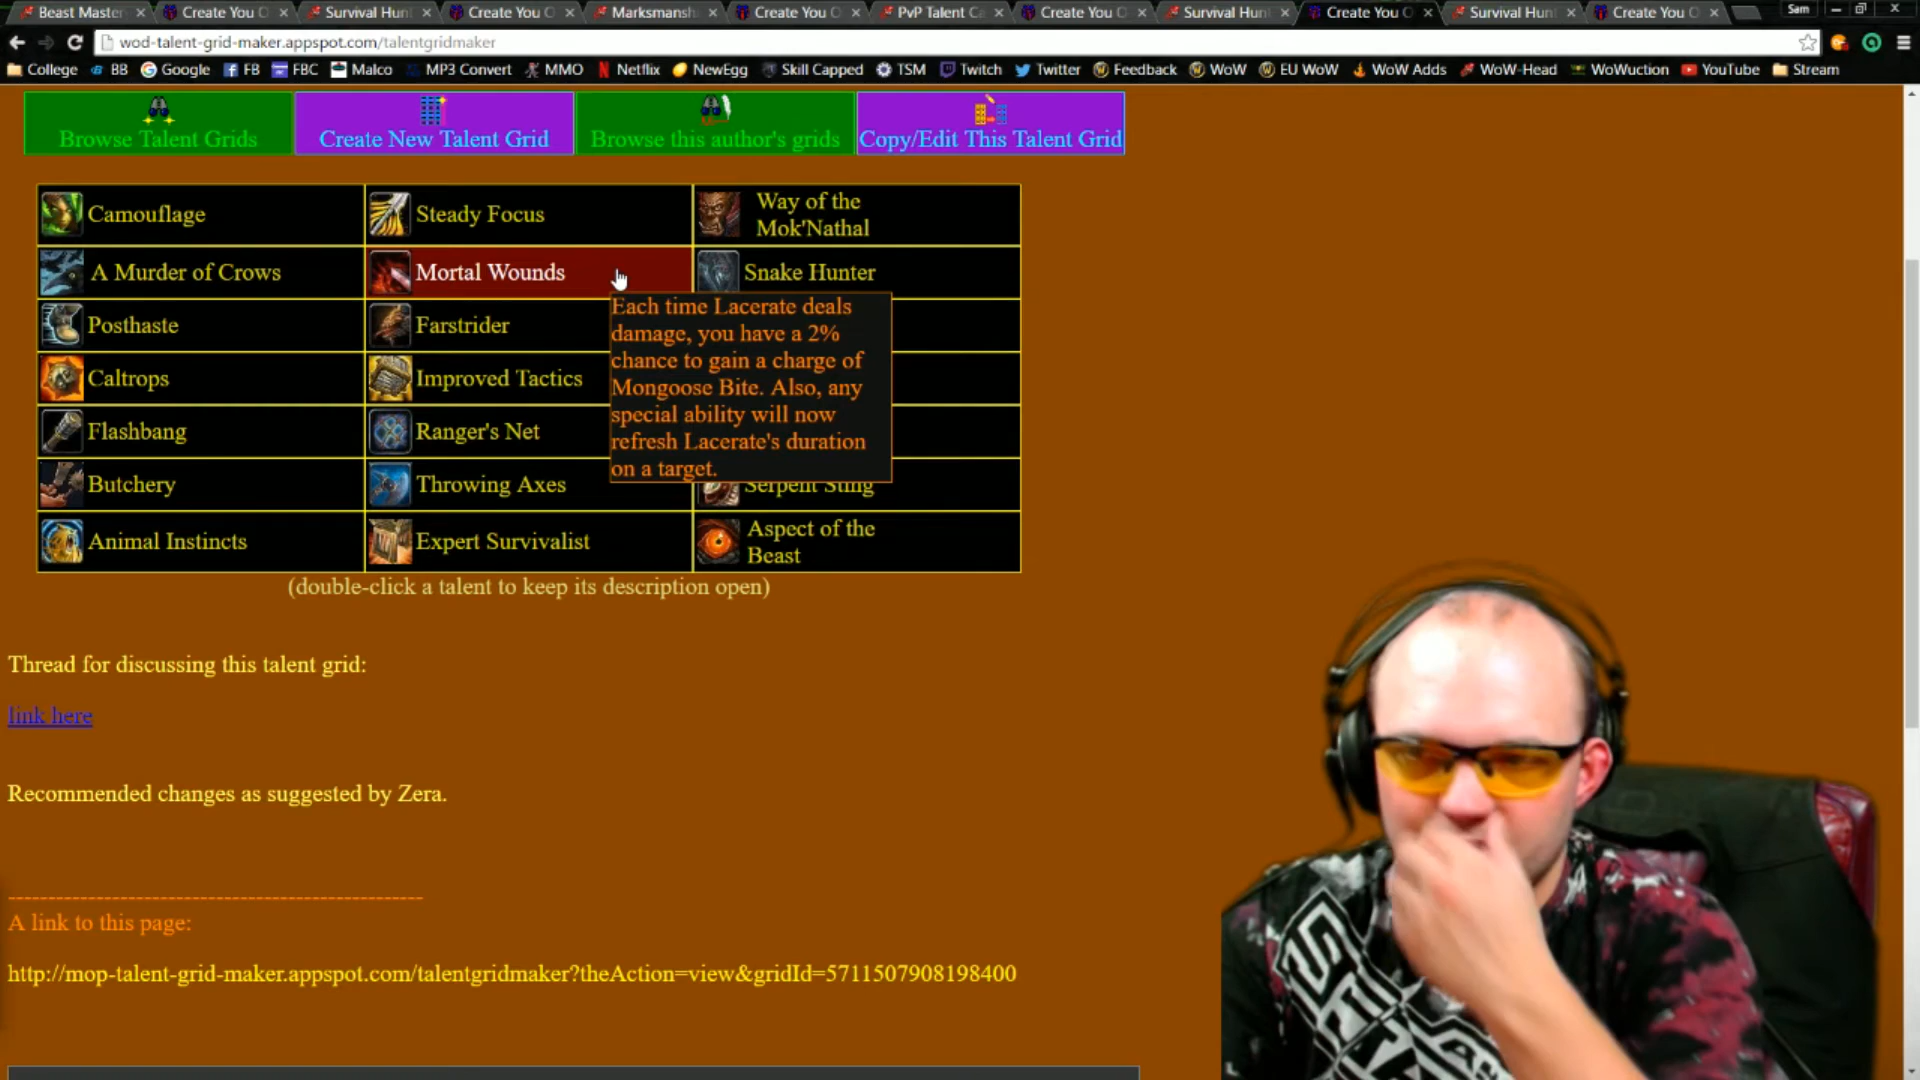 Beast Master
Create You O
Survival Hun
Create You O
Marksmansh
Create You O
PvP Talent Ca
Create You O
Survival Hun
Create You O
Survival Hun
Create You O
Sam
wod-talent-grid-maker.appspot.com/talentgridmaker
College BB Google FB FBC Malco MP3 Convert MMO Netflix NewEgg Skill Capped TSM Twitch Twitter Feedback WoW EU WoW WoW Adds WoW-Head WoWuction YouTube Stream
Browse Talent Grids
Create New Talent Grid
Browse this author's grids
Copy/Edit This Talent Grid
Camouflage
Steady Focus
Way of the
Mok'Nathal
A Murder of Crows
Mortal Wounds
Snake Hunter
Each time Lacerate deals
damage, you have a 2%
chance to gain a charge of
Mongoose Bite. Also, any
special ability will now
refresh Lacerate's duration
on a target.
Posthaste
Farstrider
Caltrops
Improved Tactics
Flashbang
Ranger's Net
Butchery
Throwing Axes
Serpent Sting
Animal Instincts
Expert Survivalist
Aspect of the
Beast
(double-click a talent to keep its description open)
Thread for discussing this talent grid:
link here
Recommended changes as suggested by Zera.
----------------------------------------------------
A link to this page:
http://mop-talent-grid-maker.appspot.com/talentgridmaker?theAction=view&gridId=5711507908198400